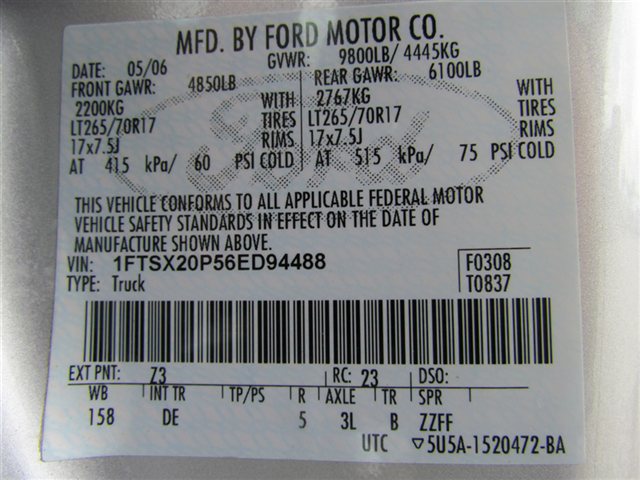 MFD. BY FORD MOTOR CO.
DATE: 05/06 GVWR: 9800LB/ 4445KG
FRONT GAWR: 4850LB REAR GAWR: 6100LB
2200KG WITH 2767KG WITH
LT265/70R17 TIRES LT265/70R17 TIRES
17x7.5J RIMS 17x7.5J RIMS
AT 415 kPa/ 60 PSI COLD AT 515 kPa/ 75 PSI COLD
Ford
THIS VEHICLE CONFORMS TO ALL APPLICABLE FEDERAL MOTOR
VEHICLE SAFETY STANDARDS IN EFFECT ON THE DATE OF
MANUFACTURE SHOWN ABOVE.
VIN: 1FTSX20P56ED94488 F0308
TYPE: Truck T0837
EXT PNT: Z3 RC: 23 DSO:
WB INT TR TP/PS R AXLE TR SPR
158 DE 5 3L B ZZFF
UTC ▽5U5A-1520472-BA